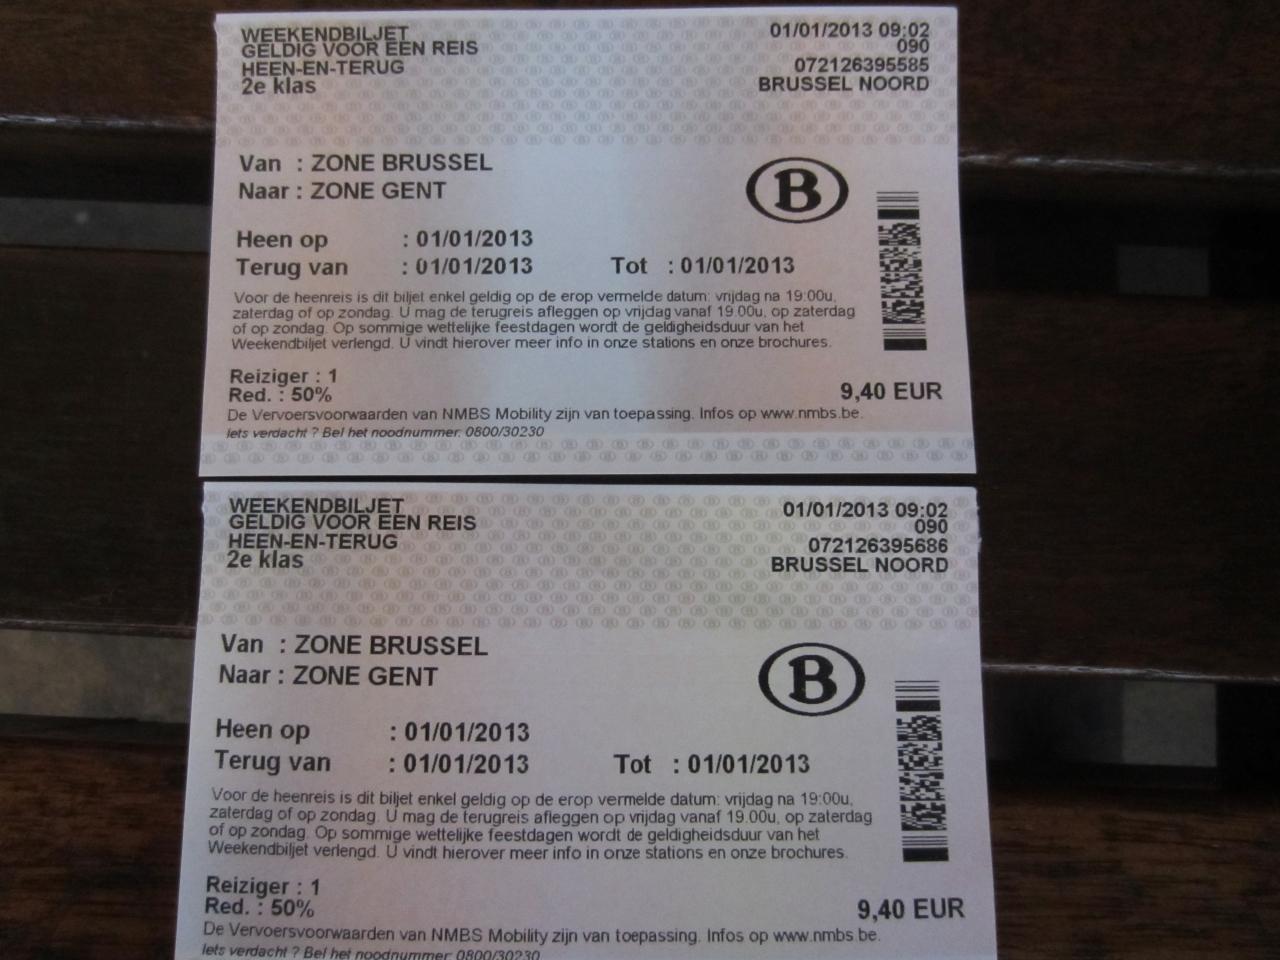 WEEKENDBILJET
GELDIG VOOR EEN REIS
HEEN-EN-TERUG
2e klas
01/01/2013 09:02
090
072126395585
BRUSSEL NOORD
Van : ZONE BRUSSEL
Naar : ZONE GENT
B
Heen op : 01/01/2013
Terug van : 01/01/2013 Tot : 01/01/2013
Voor de heenreis is dit biljet enkel geldig op de erop vermelde datum: vrijdag na 19:00u,
zaterdag of op zondag. U mag de terugreis afleggen op vrijdag vanaf 19.00u, op zaterdag
of op zondag. Op sommige wettelijke feestdagen wordt de geldigheidsduur van het
Weekendbiljet verlengd. U vindt hierover meer info in onze stations en onze brochures.
Reiziger : 1
Red. : 50%
9,40 EUR
De Vervoersvoorwaarden van NMBS Mobility zijn van toepassing. Infos op www.nmbs.be.
Iets verdacht ? Bel het noodnummer: 0800/30230
WEEKENDBILJET
GELDIG VOOR EEN REIS
HEEN-EN-TERUG
2e klas
01/01/2013 09:02
090
072126395686
BRUSSEL NOORD
Van : ZONE BRUSSEL
Naar : ZONE GENT
B
Heen op : 01/01/2013
Terug van : 01/01/2013 Tot : 01/01/2013
Voor de heenreis is dit biljet enkel geldig op de erop vermelde datum: vrijdag na 19:00u,
zaterdag of op zondag. U mag de terugreis afleggen op vrijdag vanaf 19.00u, op zaterdag
of op zondag. Op sommige wettelijke feestdagen wordt de geldigheidsduur van het
Weekendbiljet verlengd. U vindt hierover meer info in onze stations en onze brochures.
Reiziger : 1
Red. : 50%
9,40 EUR
De Vervoersvoorwaarden van NMBS Mobility zijn van toepassing. Infos op www.nmbs.be.
Iets verdacht ? Bel het noodnummer: 0800/30230